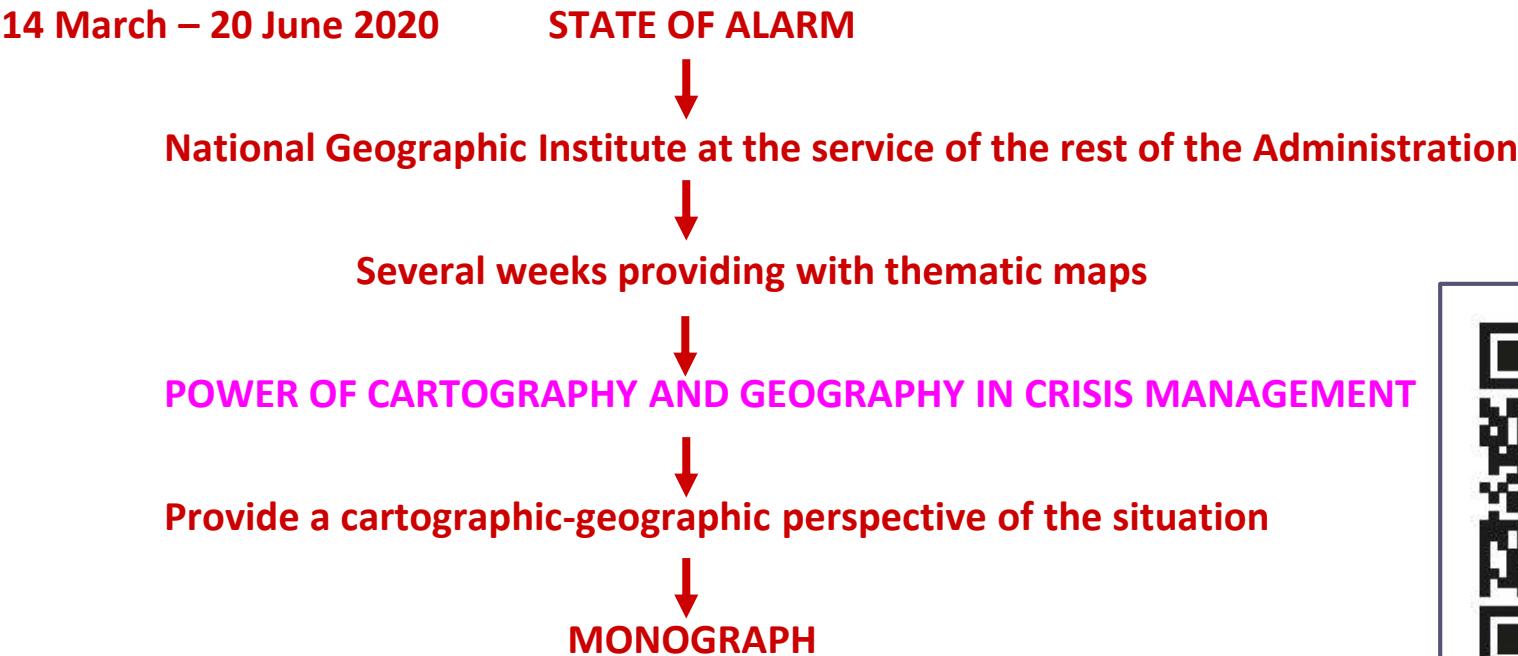 14 March – 20 June 2020 STATE OF ALARM
National Geographic Institute at the service of the rest of the Administration
Several weeks providing with thematic maps
POWER OF CARTOGRAPHY AND GEOGRAPHY IN CRISIS MANAGEMENT
Provide a cartographic-geographic perspective of the situation
MONOGRAPH